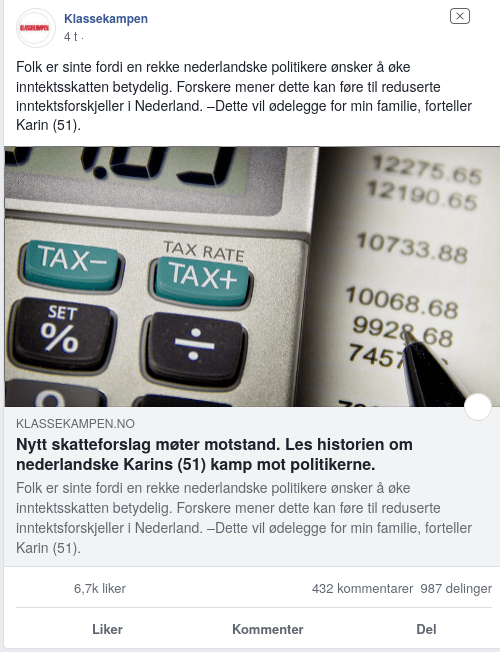 KLASSEKAMPEN
Klassekampen
4 t ·
Folk er sinte fordi en rekke nederlandske politikere ønsker å øke
inntektsskatten betydelig. Forskere mener dette kan føre til reduserte
inntektsforskjeller i Nederland. –Dette vil ødelegge for min familie, forteller
Karin (51).
TAX−
TAX RATE
TAX+
SET
%
÷
12275.65
12190.65
10733.88
10068.68
9928.68
7457
KLASSEKAMPEN.NO
Nytt skatteforslag møter motstand. Les historien om
nederlandske Karins (51) kamp mot politikerne.
Folk er sinte fordi en rekke nederlandske politikere ønsker å øke
inntektsskatten betydelig. Forskere mener dette kan føre til reduserte
inntektsforskjeller i Nederland. –Dette vil ødelegge for min familie, forteller
Karin (51).
6,7k liker
432 kommentarer 987 delinger
Liker Kommenter Del